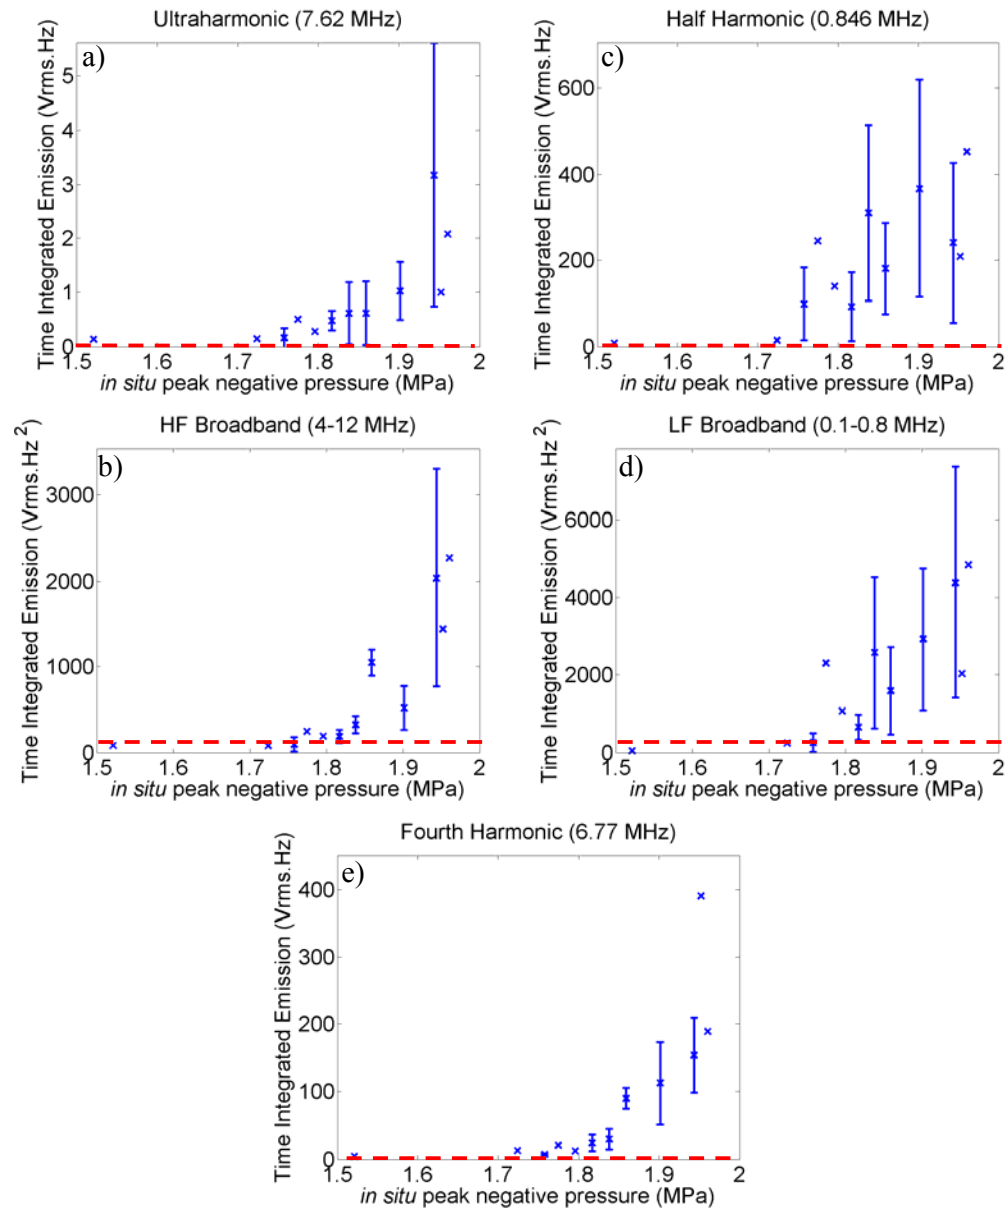 Ultraharmonic (7.62 MHz)
a)
Time Integrated Emission (Vrms.Hz)
5
4
3
2
1
0
1.5 1.6 1.7 1.8 1.9 2
in situ peak negative pressure (MPa)
Half Harmonic (0.846 MHz)
c)
Time Integrated Emission (Vrms.Hz)
600
400
200
0
1.5 1.6 1.7 1.8 1.9 2
in situ peak negative pressure (MPa)
HF Broadband (4-12 MHz)
b)
Time Integrated Emission (Vrms.Hz 2)
3000
2000
1000
0
1.5 1.6 1.7 1.8 1.9 2
in situ peak negative pressure (MPa)
LF Broadband (0.1-0.8 MHz)
d)
Time Integrated Emission (Vrms.Hz 2)
6000
4000
2000
0
1.5 1.6 1.7 1.8 1.9 2
in situ peak negative pressure (MPa)
Fourth Harmonic (6.77 MHz)
e)
Time Integrated Emission (Vrms.Hz)
400
300
200
100
0
1.5 1.6 1.7 1.8 1.9 2
in situ peak negative pressure (MPa)